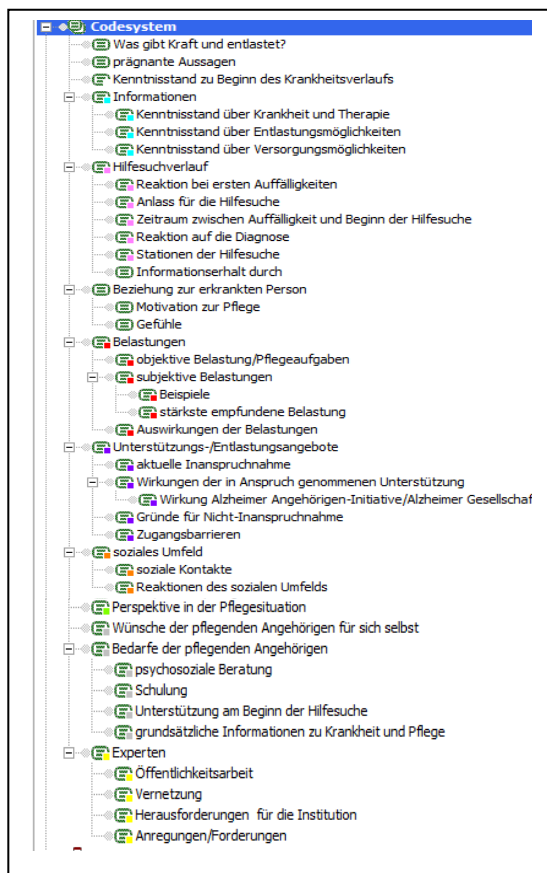 Codesystem
Was gibt Kraft und entlastet?
prägnante Aussagen
Kenntnisstand zu Beginn des Krankheitsverlaufs
Informationen
Kenntnisstand über Krankheit und Therapie
Kenntnisstand über Entlastungsmöglichkeiten
Kenntnisstand über Versorgungsmöglichkeiten
Hilfesuchverlauf
Reaktion bei ersten Auffälligkeiten
Anlass für die Hilfesuche
Zeitraum zwischen Auffälligkeit und Beginn der Hilfesuche
Reaktion auf die Diagnose
Stationen der Hilfesuche
Informationserhalt durch
Beziehung zur erkrankten Person
Motivation zur Pflege
Gefühle
Belastungen
objektive Belastung/Pflegeaufgaben
subjektive Belastungen
Beispiele
stärkste empfundene Belastung
Auswirkungen der Belastungen
Unterstützungs-/Entlastungsangebote
aktuelle Inanspruchnahme
Wirkungen der in Anspruch genommenen Unterstützung
Wirkung Alzheimer Angehörigen-Initiative/Alzheimer Gesellschaf
Gründe für Nicht-Inanspruchnahme
Zugangsbarrieren
soziales Umfeld
soziale Kontakte
Reaktionen des sozialen Umfelds
Perspektive in der Pflegesituation
Wünsche der pflegenden Angehörigen für sich selbst
Bedarfe der pflegenden Angehörigen
psychosoziale Beratung
Schulung
Unterstützung am Beginn der Hilfesuche
grundsätzliche Informationen zu Krankheit und Pflege
Experten
Öffentlichkeitsarbeit
Vernetzung
Herausforderungen für die Institution
Anregungen/Forderungen